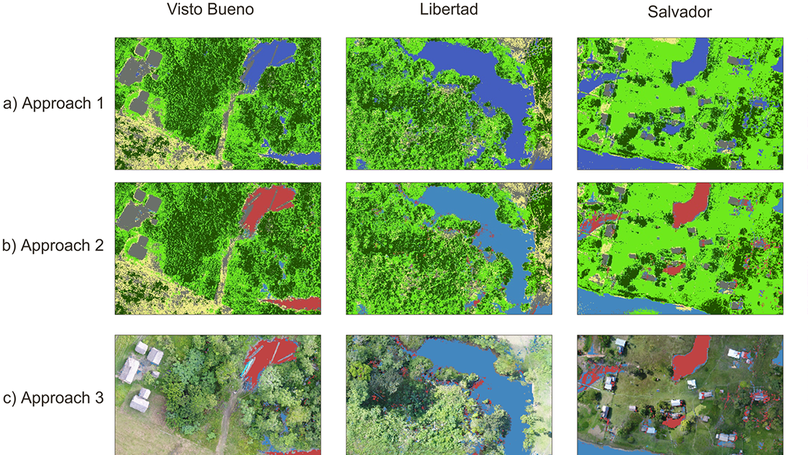 Visto Bueno
Libertad
Salvador
a) Approach 1
b) Approach 2
c) Approach 3